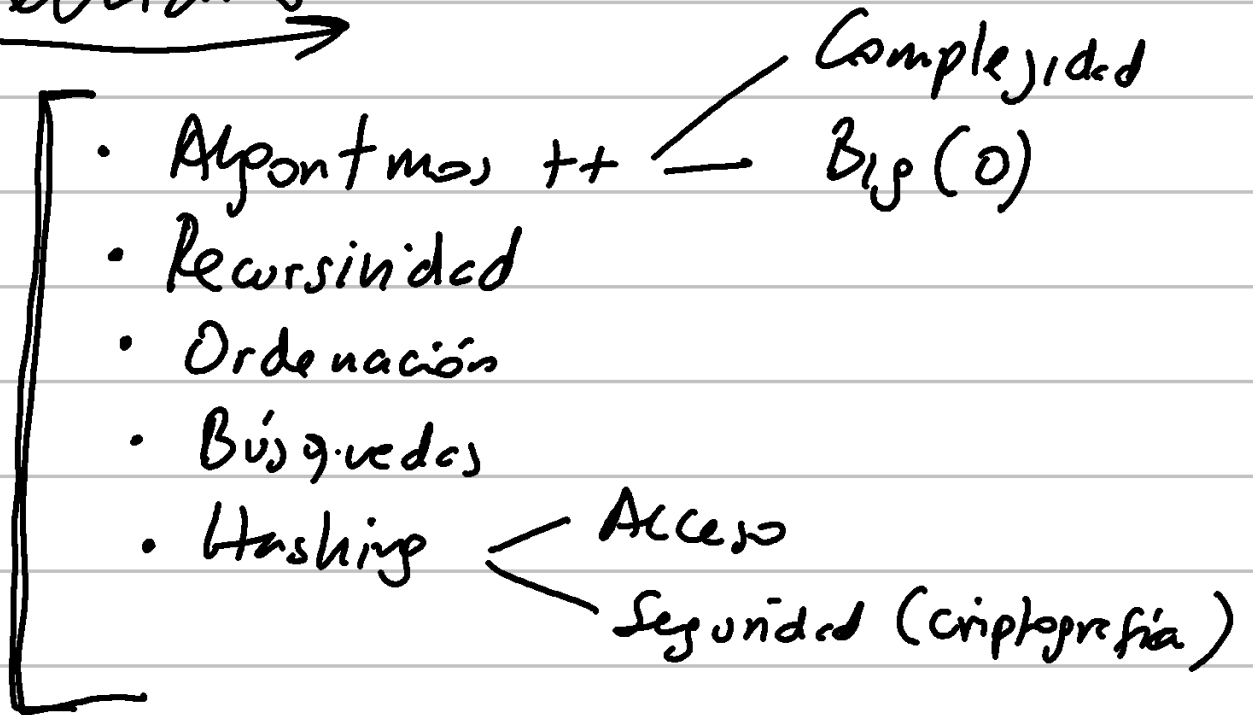 Complejidad
· Algoritmos ++ Big (O)
· Recursividad
· Ordenación
· Búsquedas
· Hashing Acceso
Seguridad (criptografía)